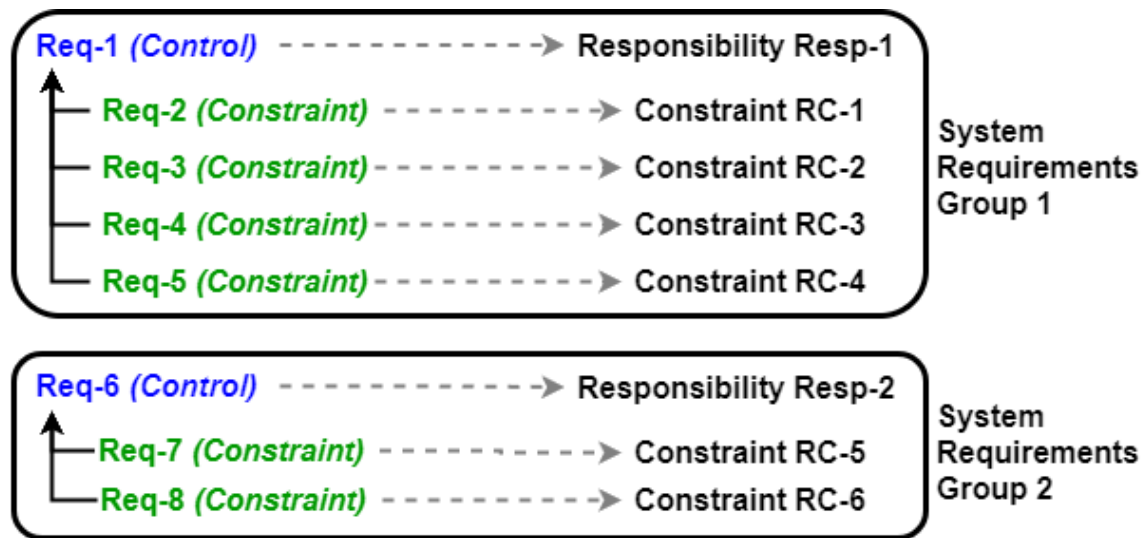 Req-1 (Control) Responsibility Resp-1
Req-2 (Constraint) Constraint RC-1
Req-3 (Constraint) Constraint RC-2
Req-4 (Constraint) Constraint RC-3
Req-5 (Constraint) Constraint RC-4
System
Requirements
Group 1
Req-6 (Control) Responsibility Resp-2
Req-7 (Constraint) Constraint RC-5
Req-8 (Constraint) Constraint RC-6
System
Requirements
Group 2